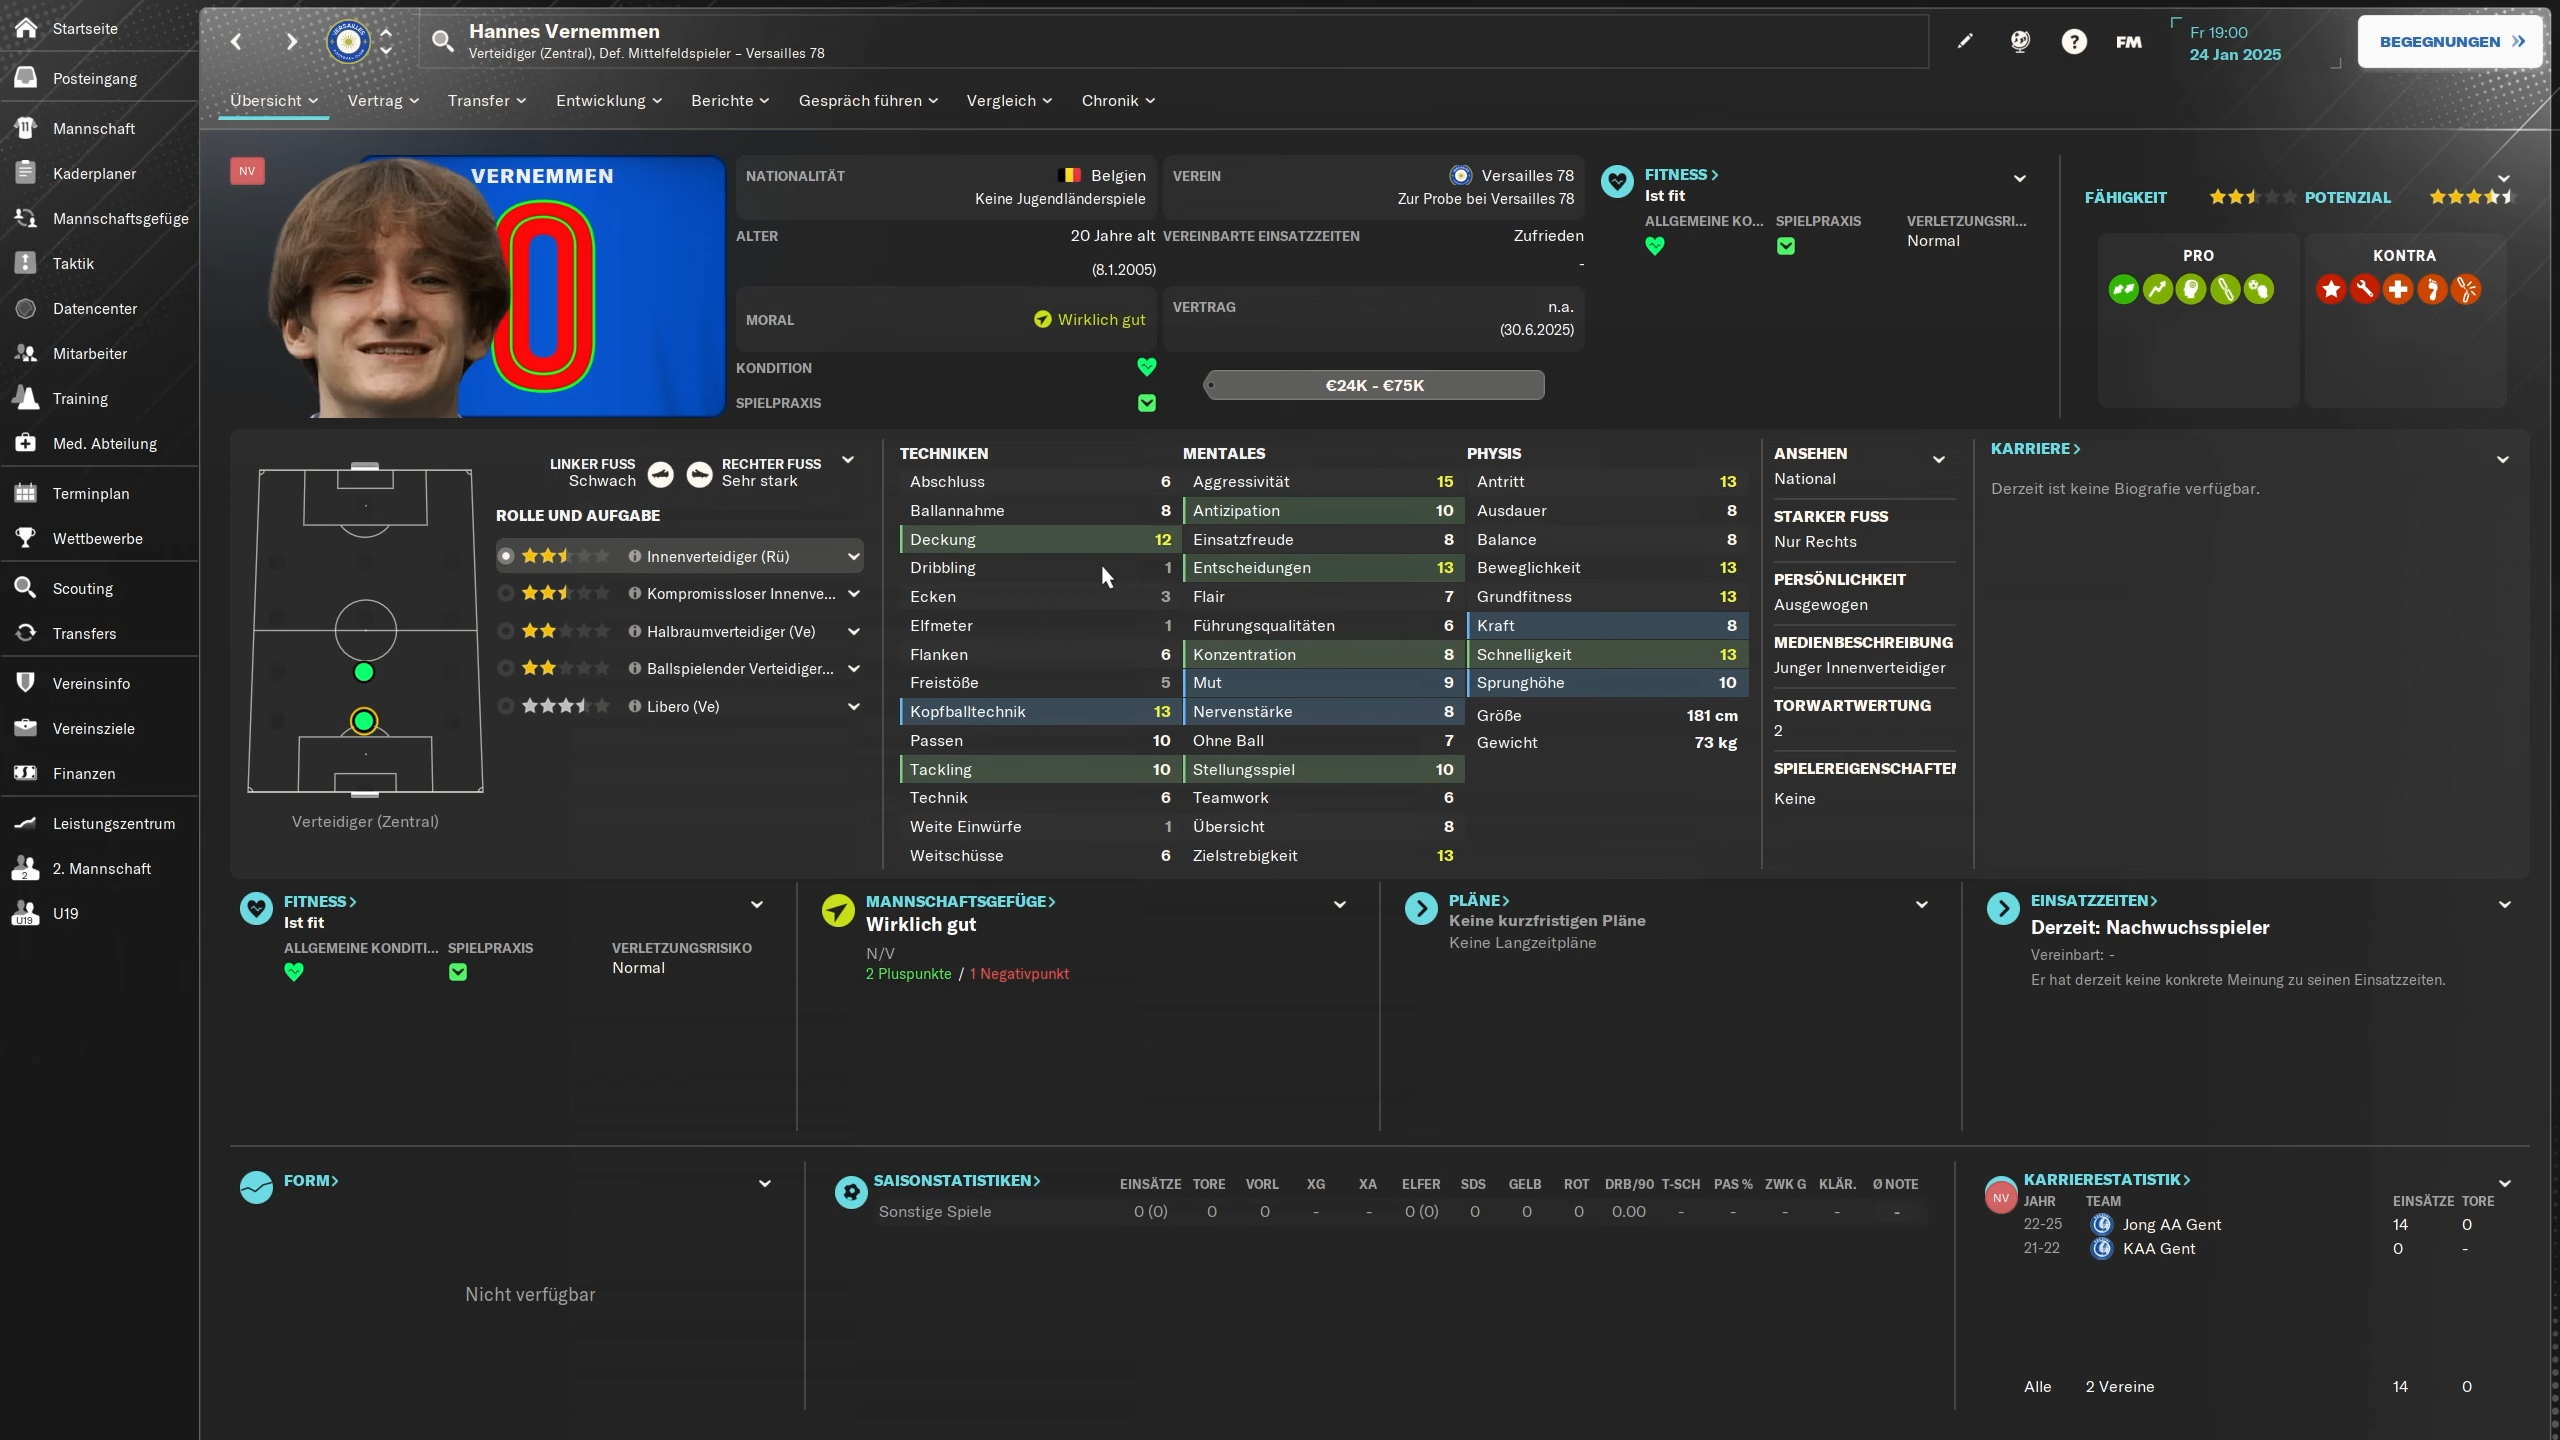 Startseite
Posteingang
Mannschaft
Kaderplaner
Mannschaftsgefüge
Taktik
Datencenter
Mitarbeiter
Training
Med. Abteilung
Terminplan
Wettbewerbe
Scouting
Transfers
Vereinsinfo
Vereinsziele
Finanzen
Leistungszentrum
2
2. Mannschaft
U19
U19
Hannes Vernemmen
Verteidiger (Zentral), Def. Mittelfeldspieler – Versailles 78
?
FM
Fr 19:00
24 Jan 2025
BEGEGNUNGEN
Übersicht
Vertrag
Transfer
Entwicklung
Berichte
Gespräch führen
Vergleich
Chronik
NV
VERNEMMEN
0
NATIONALITÄT
Belgien
Keine Jugendländerspiele
ALTER
20 Jahre alt
(8.1.2005)
MORAL
Wirklich gut
KONDITION
SPIELPRAXIS
VEREIN
Versailles 78
Zur Probe bei Versailles 78
VEREINBARTE EINSATZZEITEN
Zufrieden
-
VERTRAG
n.a.
(30.6.2025)
€24K - €75K
FITNESS
Ist fit
ALLGEMEINE KO... SPIELPRAXIS VERLETZUNGSRI...
Normal
FÄHIGKEIT
POTENZIAL
PRO
KONTRA
LINKER FUSS
Schwach
RECHTER FUSS
Sehr stark
ROLLE UND AUFGABE
Innenverteidiger (Rü)
Kompromissloser Innenve...
Halbraumverteidiger (Ve)
Ballspielender Verteidiger...
Libero (Ve)
Verteidiger (Zentral)
TECHNIKEN
Abschluss 6
Ballannahme 8
Deckung 12
Dribbling 1
Ecken 3
Elfmeter 1
Flanken 6
Freistöße 5
Kopfballtechnik 13
Passen 10
Tackling 10
Technik 6
Weite Einwürfe 1
Weitschüsse 6
MENTALES
Aggressivität 15
Antizipation 10
Einsatzfreude 8
Entscheidungen 13
Flair 7
Führungsqualitäten 6
Konzentration 8
Mut 9
Nervenstärke 8
Ohne Ball 7
Stellungsspiel 10
Teamwork 6
Übersicht 8
Zielstrebigkeit 13
PHYSIS
Antritt 13
Ausdauer 8
Balance 8
Beweglichkeit 13
Grundfitness 13
Kraft 8
Schnelligkeit 13
Sprunghöhe 10
Größe 181 cm
Gewicht 73 kg
ANSEHEN
National
STARKER FUSS
Nur Rechts
PERSÖNLICHKEIT
Ausgewogen
MEDIENBESCHREIBUNG
Junger Innenverteidiger
TORWARTWERTUNG
2
SPIELEREIGENSCHAFTEN
Keine
KARRIERE
Derzeit ist keine Biografie verfügbar.
FITNESS
Ist fit
ALLGEMEINE KONDITI... SPIELPRAXIS VERLETZUNGSRISIKO
Normal
MANNSCHAFTSGEFÜGE
Wirklich gut
N/V
2 Pluspunkte / 1 Negativpunkt
PLÄNE
Keine kurzfristigen Pläne
Keine Langzeitpläne
EINSATZZEITEN
Derzeit: Nachwuchsspieler
Vereinbart: -
Er hat derzeit keine konkrete Meinung zu seinen Einsatzzeiten.
FORM
Nicht verfügbar
SAISONSTATISTIKEN EINSÄTZE TORE VORL XG XA ELFER SDS GELB ROT DRB/90 T-SCH PAS % ZWK G KLÄR. Ø NOTE
Sonstige Spiele 0 (0) 0 0 - - 0 (0) 0 0 0 0.00 - - - - -
NV
KARRIERESTATISTIK
JAHR TEAM EINSÄTZE TORE
22-25 Jong AA Gent 14 0
21-22 KAA Gent 0 -
Alle 2 Vereine 14 0